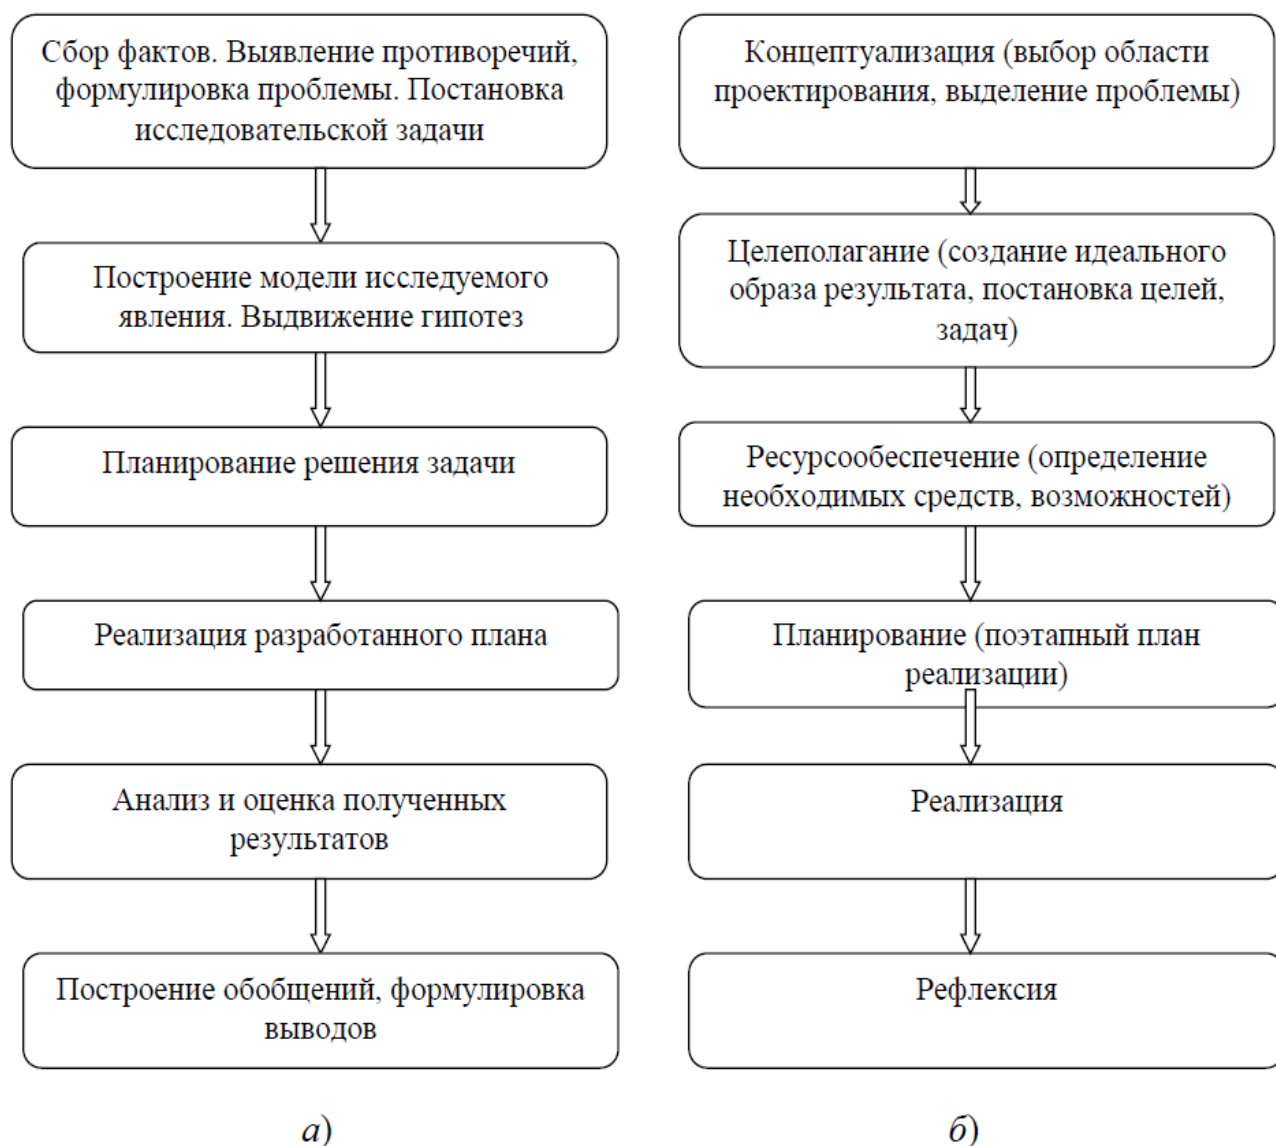 Сбор фактов. Выявление противоречий,
формулировка проблемы. Постановка
исследовательской задачи
Построение модели исследуемого
явления. Выдвижение гипотез
Планирование решения задачи
Реализация разработанного плана
Анализ и оценка полученных
результатов
Построение обобщений, формулировка
выводов
а)
Концептуализация (выбор области
проектирования, выделение проблемы)
Целеполагание (создание идеального
образа результата, постановка целей,
задач)
Ресурсообеспечение (определение
необходимых средств, возможностей)
Планирование (поэтапный план
реализации)
Реализация
Рефлексия
б)